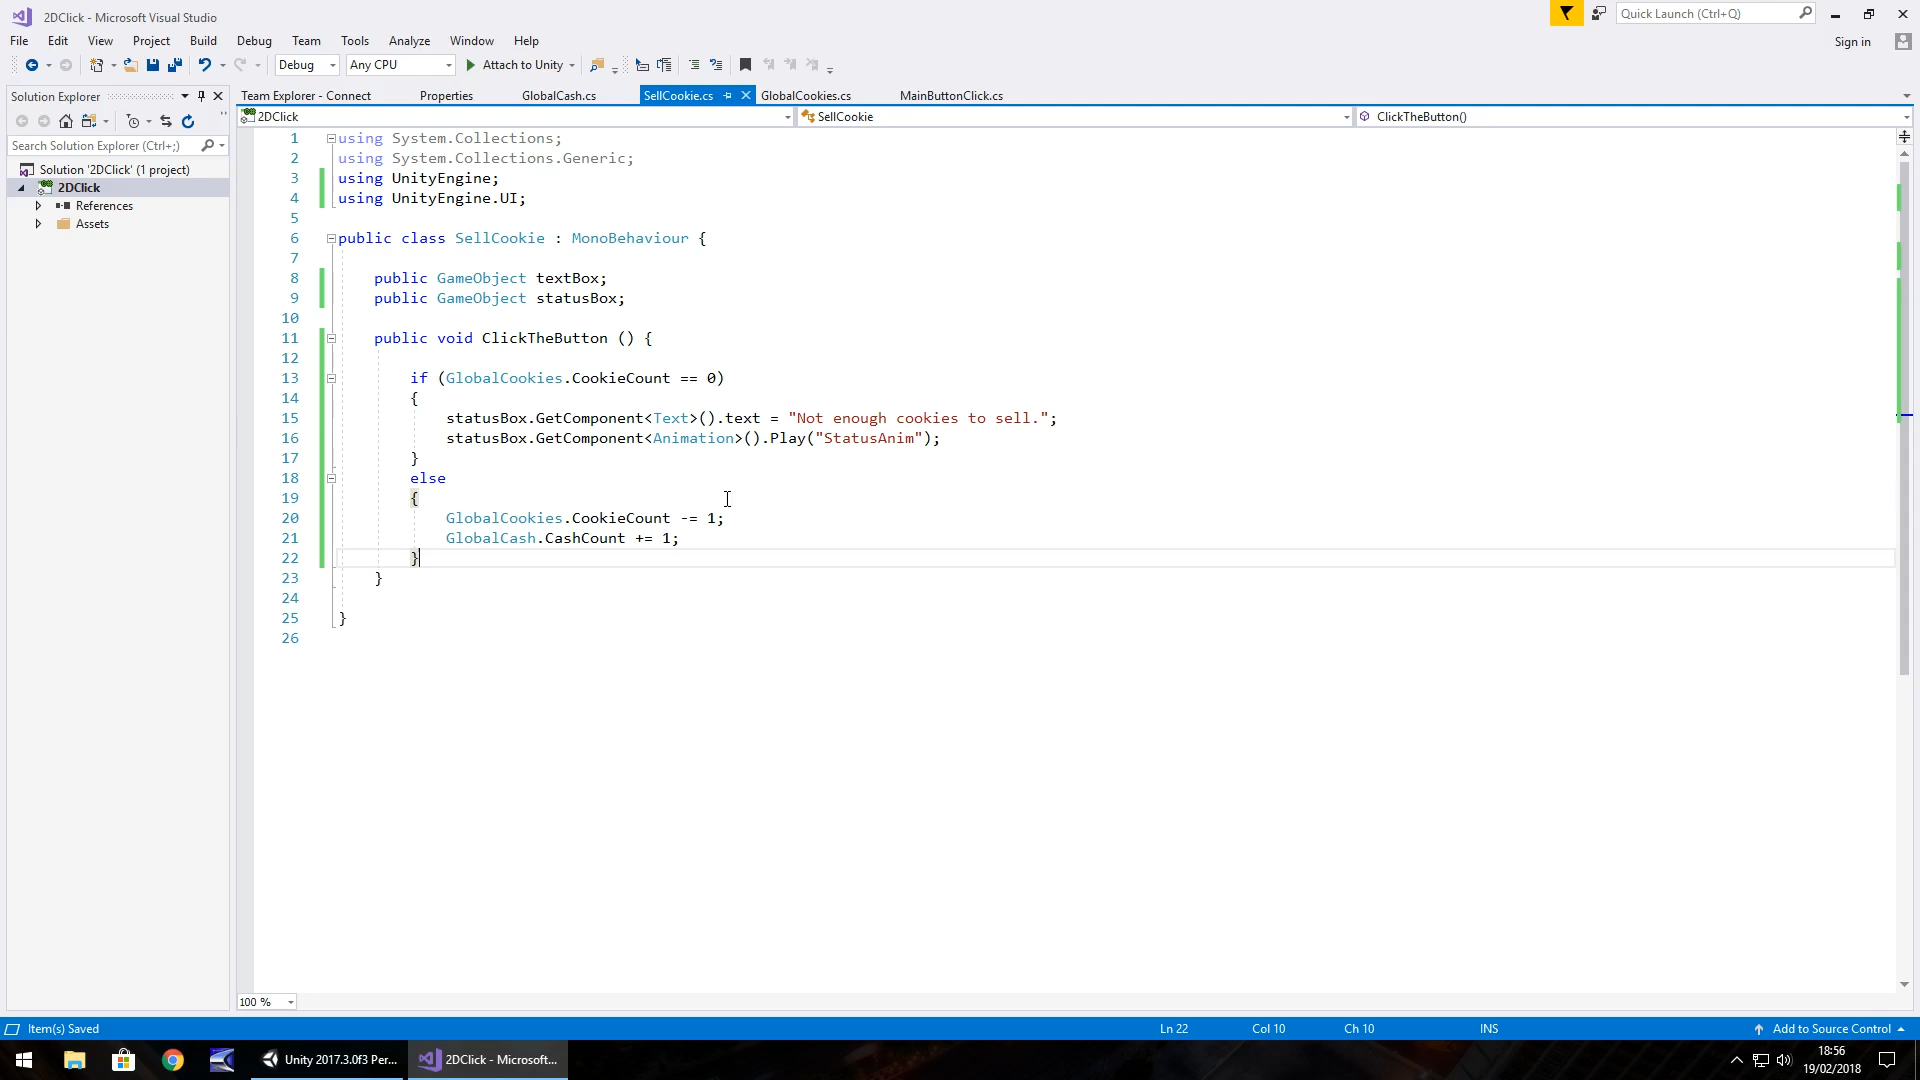 2DClick - Microsoft Visual Studio
Quick Launch (Ctrl+Q)
File Edit View Project Build Debug Team Tools Analyze Window Help
Sign in
Debug Any CPU Attach to Unity
Solution Explorer
Team Explorer - Connect Properties GlobalCash.cs SellCookie.cs GlobalCookies.cs MainButtonClick.cs
2DClick SellCookie ClickTheButton()
Search Solution Explorer (Ctrl+;)
Solution '2DClick' (1 project)
2DClick
References
Assets
1 using System.Collections;
2 using System.Collections.Generic;
3 using UnityEngine;
4 using UnityEngine.UI;
5
6 public class SellCookie : MonoBehaviour {
7
8 public GameObject textBox;
9 public GameObject statusBox;
10
11 public void ClickTheButton () {
12
13 if (GlobalCookies.CookieCount == 0)
14 {
15 statusBox.GetComponent<Text>().text = "Not enough cookies to sell.";
16 statusBox.GetComponent<Animation>().Play("StatusAnim");
17 }
18 else
19 {
20 GlobalCookies.CookieCount -= 1;
21 GlobalCash.CashCount += 1;
22 }
23 }
24
25 }
26
100 %
Item(s) Saved Ln 22 Col 10 Ch 10 INS Add to Source Control
Unity 2017.3.0f3 Per... 2DClick - Microsoft...
18:56
19/02/2018